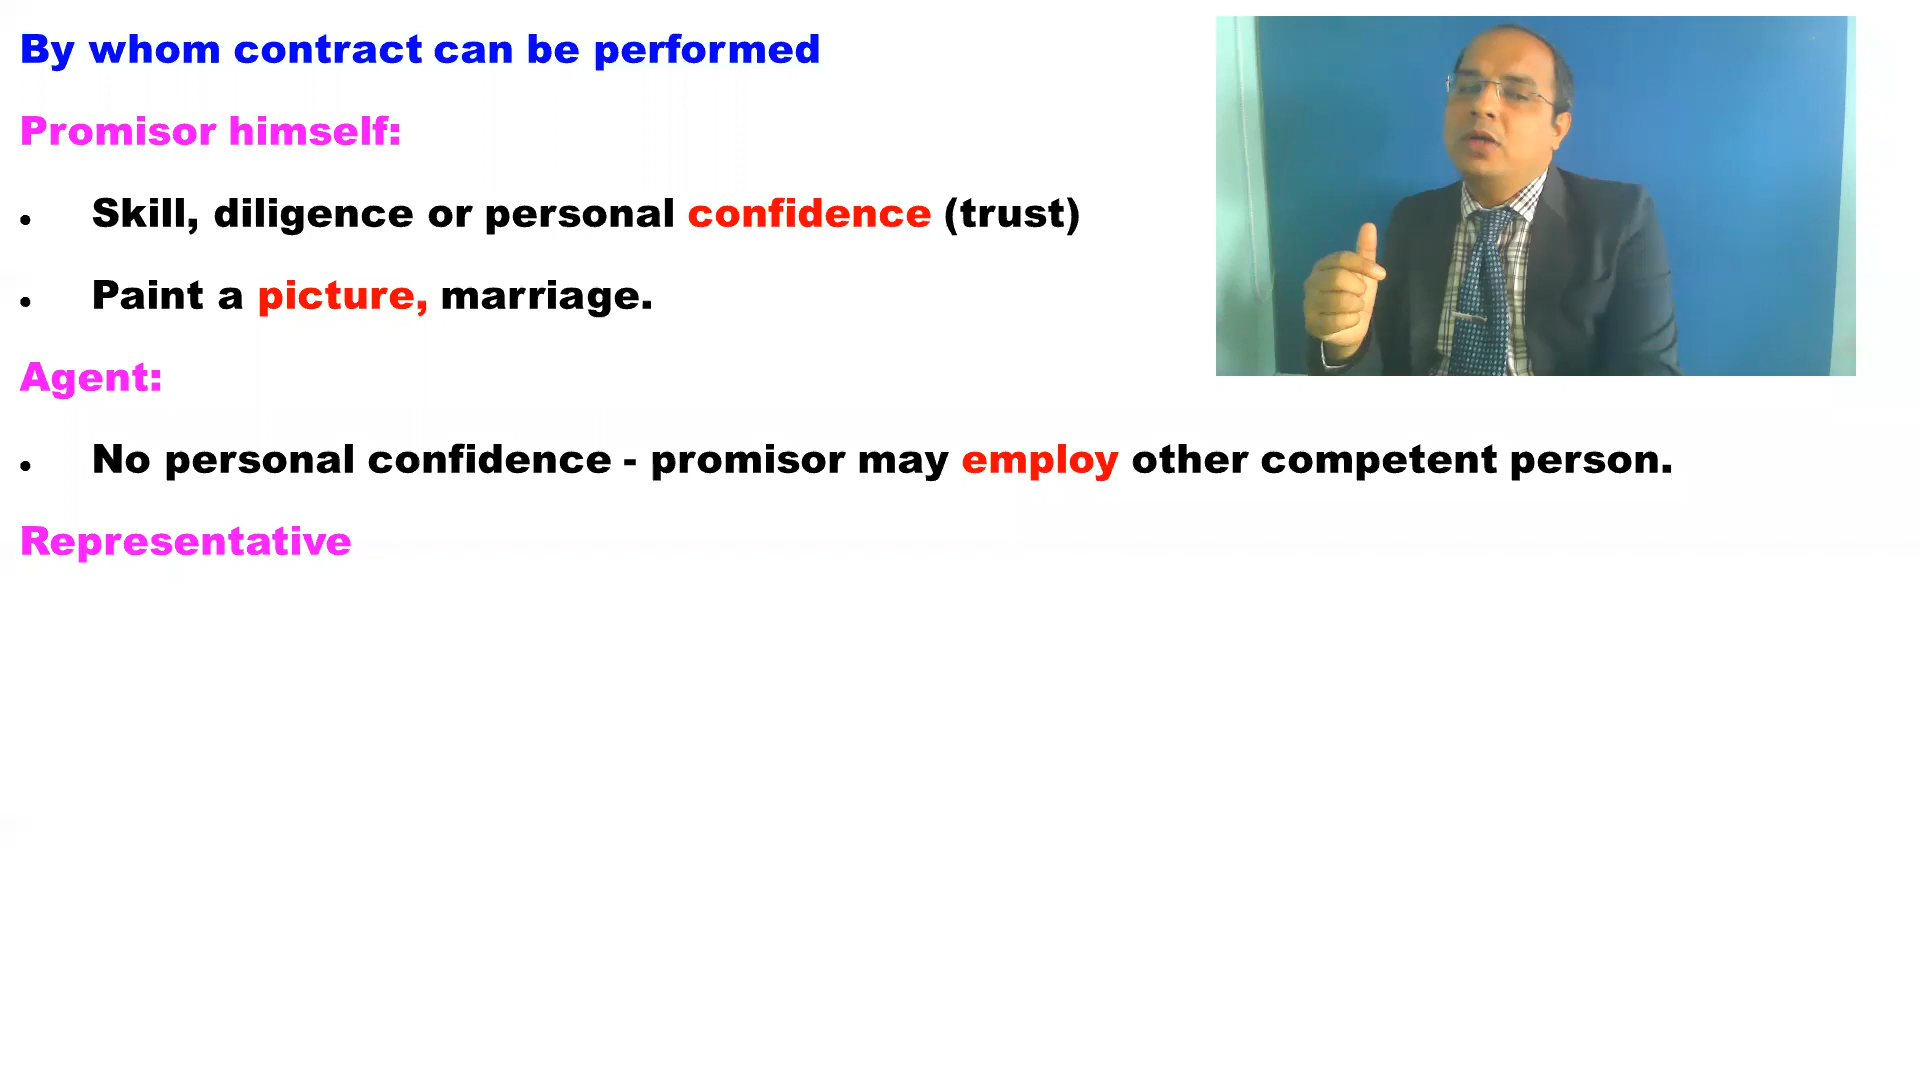 By whom contract can be performed
Promisor himself:
• Skill, diligence or personal confidence (trust)
• Paint a picture, marriage.
Agent:
• No personal confidence - promisor may employ other competent person.
Representative